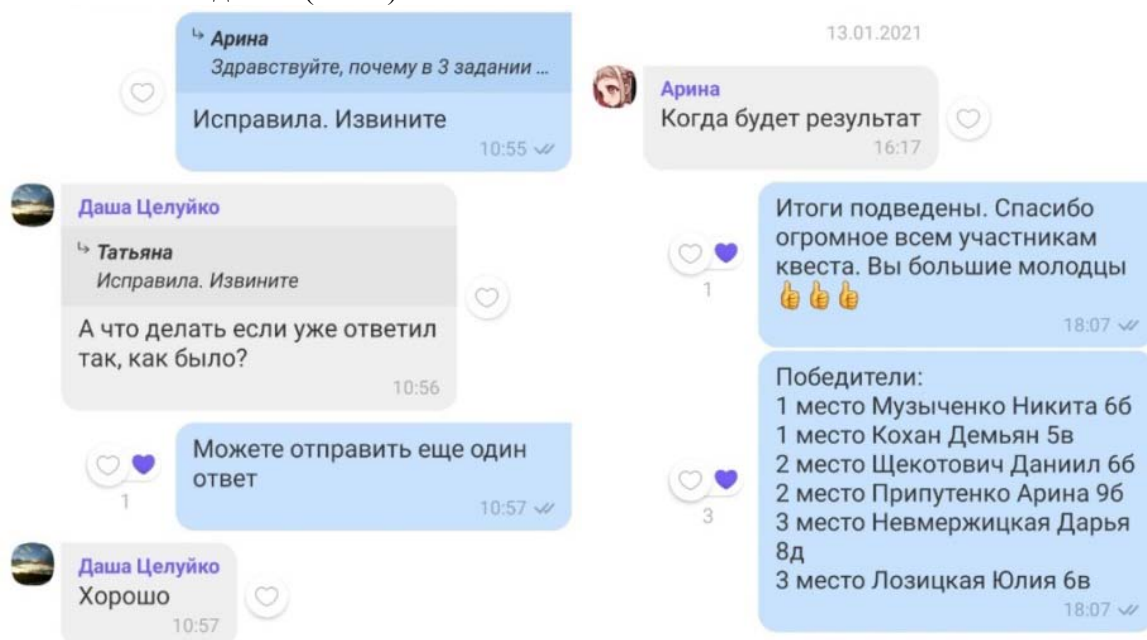 Арина
Здравствуйте, почему в 3 задании ...
Исправила. Извините
10:55
Даша Целуйко
Татьяна
Исправила. Извините
А что делать если уже ответил
так, как было?
10:56
Можете отправить еще один
ответ
1
10:57
Даша Целуйко
Хорошо
10:57
13.01.2021
Арина
Когда будет результат
16:17
Итоги подведены. Спасибо
огромное всем участникам
квеста. Вы большие молодцы
👍👍👍
1
18:07
Победители:
1 место Музыченко Никита 6б
1 место Кохан Демьян 5в
2 место Щекотович Даниил 6б
2 место Припутенко Арина 9б
3 место Невмержицкая Дарья
8д
3 место Лозицкая Юлия 6в
3
18:07